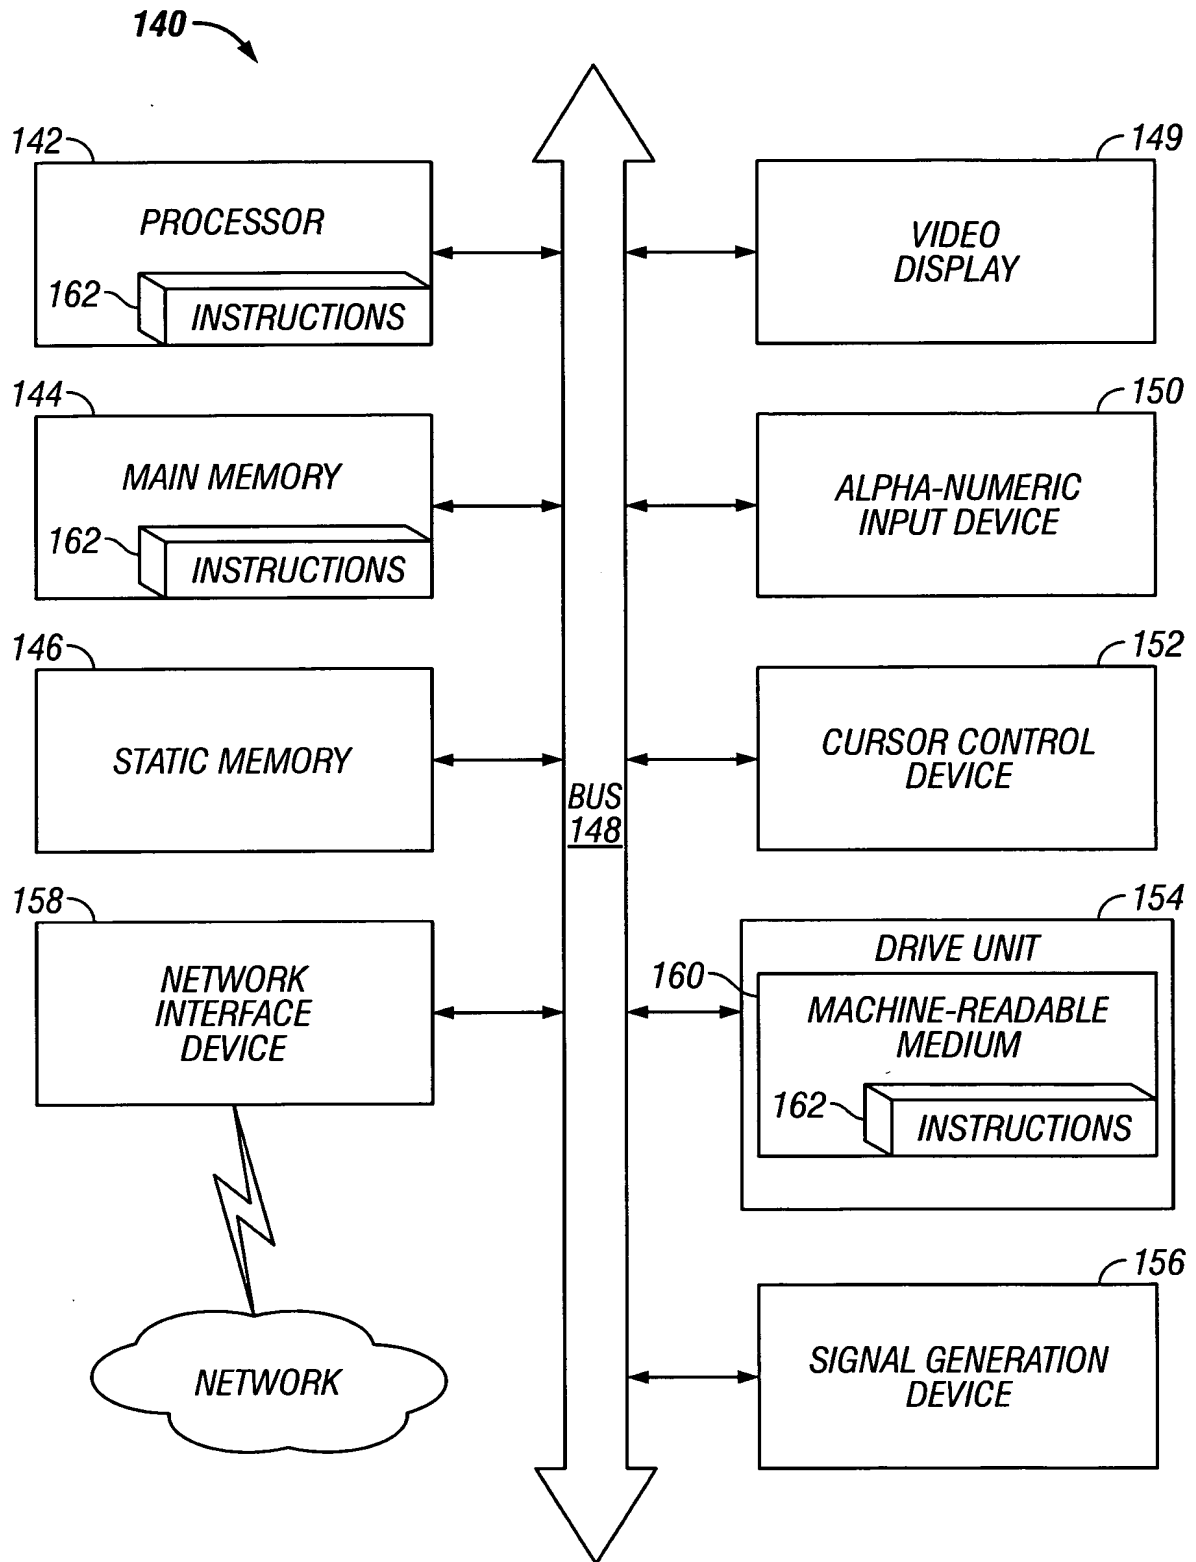 140
142
PROCESSOR
162
INSTRUCTIONS
144
MAIN MEMORY
162
INSTRUCTIONS
146
STATIC MEMORY
158
NETWORK
INTERFACE
DEVICE
NETWORK
BUS
148
149
VIDEO
DISPLAY
150
ALPHA-NUMERIC
INPUT DEVICE
152
CURSOR CONTROL
DEVICE
154
DRIVE UNIT
160
MACHINE-READABLE
MEDIUM
162
INSTRUCTIONS
156
SIGNAL GENERATION
DEVICE